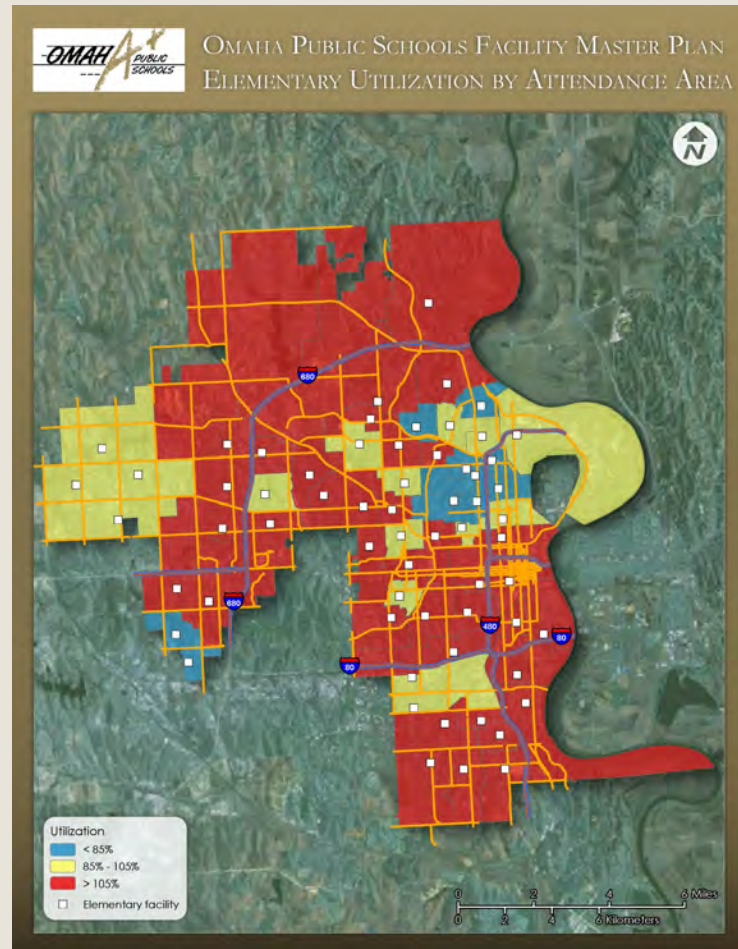 OMAHA PUBLIC SCHOOLS
OMAHA PUBLIC SCHOOLS FACILITY MASTER PLAN
ELEMENTARY UTILIZATION BY ATTENDANCE AREA
N
680
680
480
80
80
Utilization
< 85%
85% - 105%
> 105%
Elementary facility
0 2 4 6 Miles
0 2 4 6 Kilometers